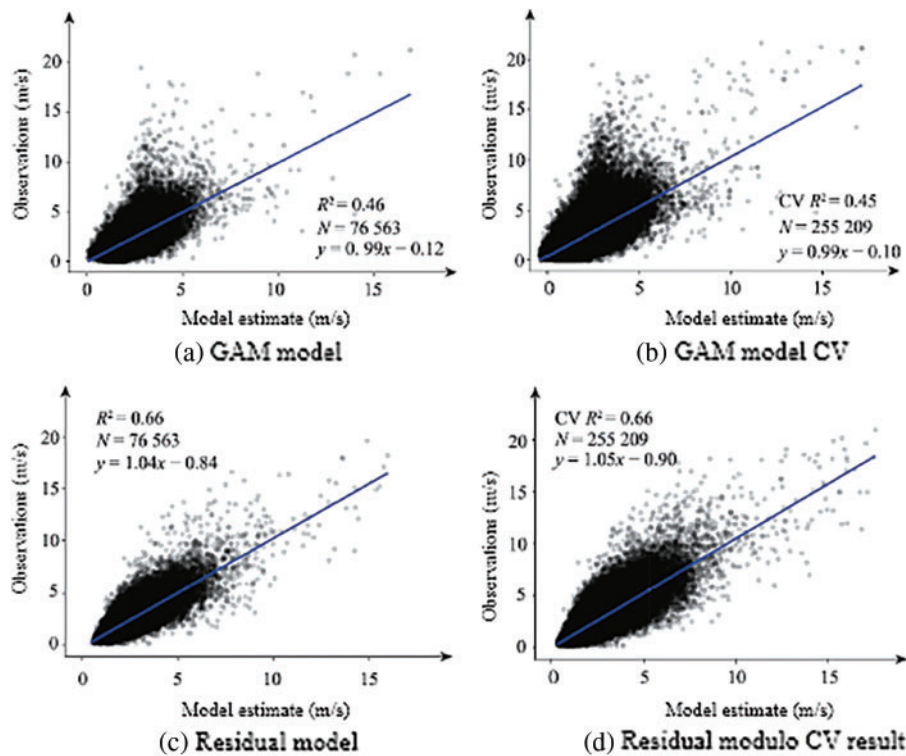 Observations (m/s)
20
15
10
5
0
R² = 0.46
N = 76 563
y = 0. 99x − 0.12
0 5 10 15
Model estimate (m/s)
(a) GAM model
Observations (m/s)
20
15
10
5
0
CV R² = 0.45
N = 255 209
y = 0.99x − 0.10
0 5 10 15
Model estimate (m/s)
(b) GAM model CV
Observations (m/s)
20
15
10
5
0
R² = 0.66
N = 76 563
y = 1.04x − 0.84
0 5 10 15
Model estimate (m/s)
(c) Residual model
Observations (m/s)
20
15
10
5
0
CV R² = 0.66
N = 255 209
y = 1.05x − 0.90
0 5 10 15
Model estimate (m/s)
(d) Residual modulo CV result